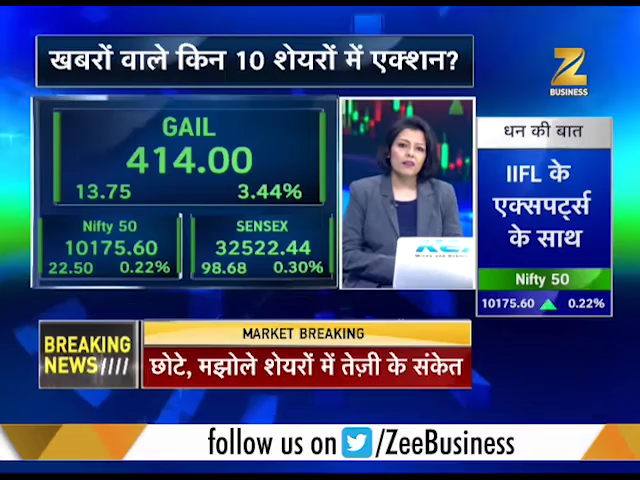 खबरों वाले किन 10 शेयरों में एक्शन?
Z
BUSINESS
GAIL
414.00
13.75 3.44%
Nifty 50
10175.60
22.50 0.22%
SENSEX
32522.44
98.68 0.30%
धन की बात
IIFL के
एक्सपर्ट्स
के साथ
Nifty 50
10175.60 0.22%
BREAKING
NEWS
MARKET BREAKING
छोटे, मझोले शेयरों में तेज़ी के संकेत
follow us on /ZeeBusiness